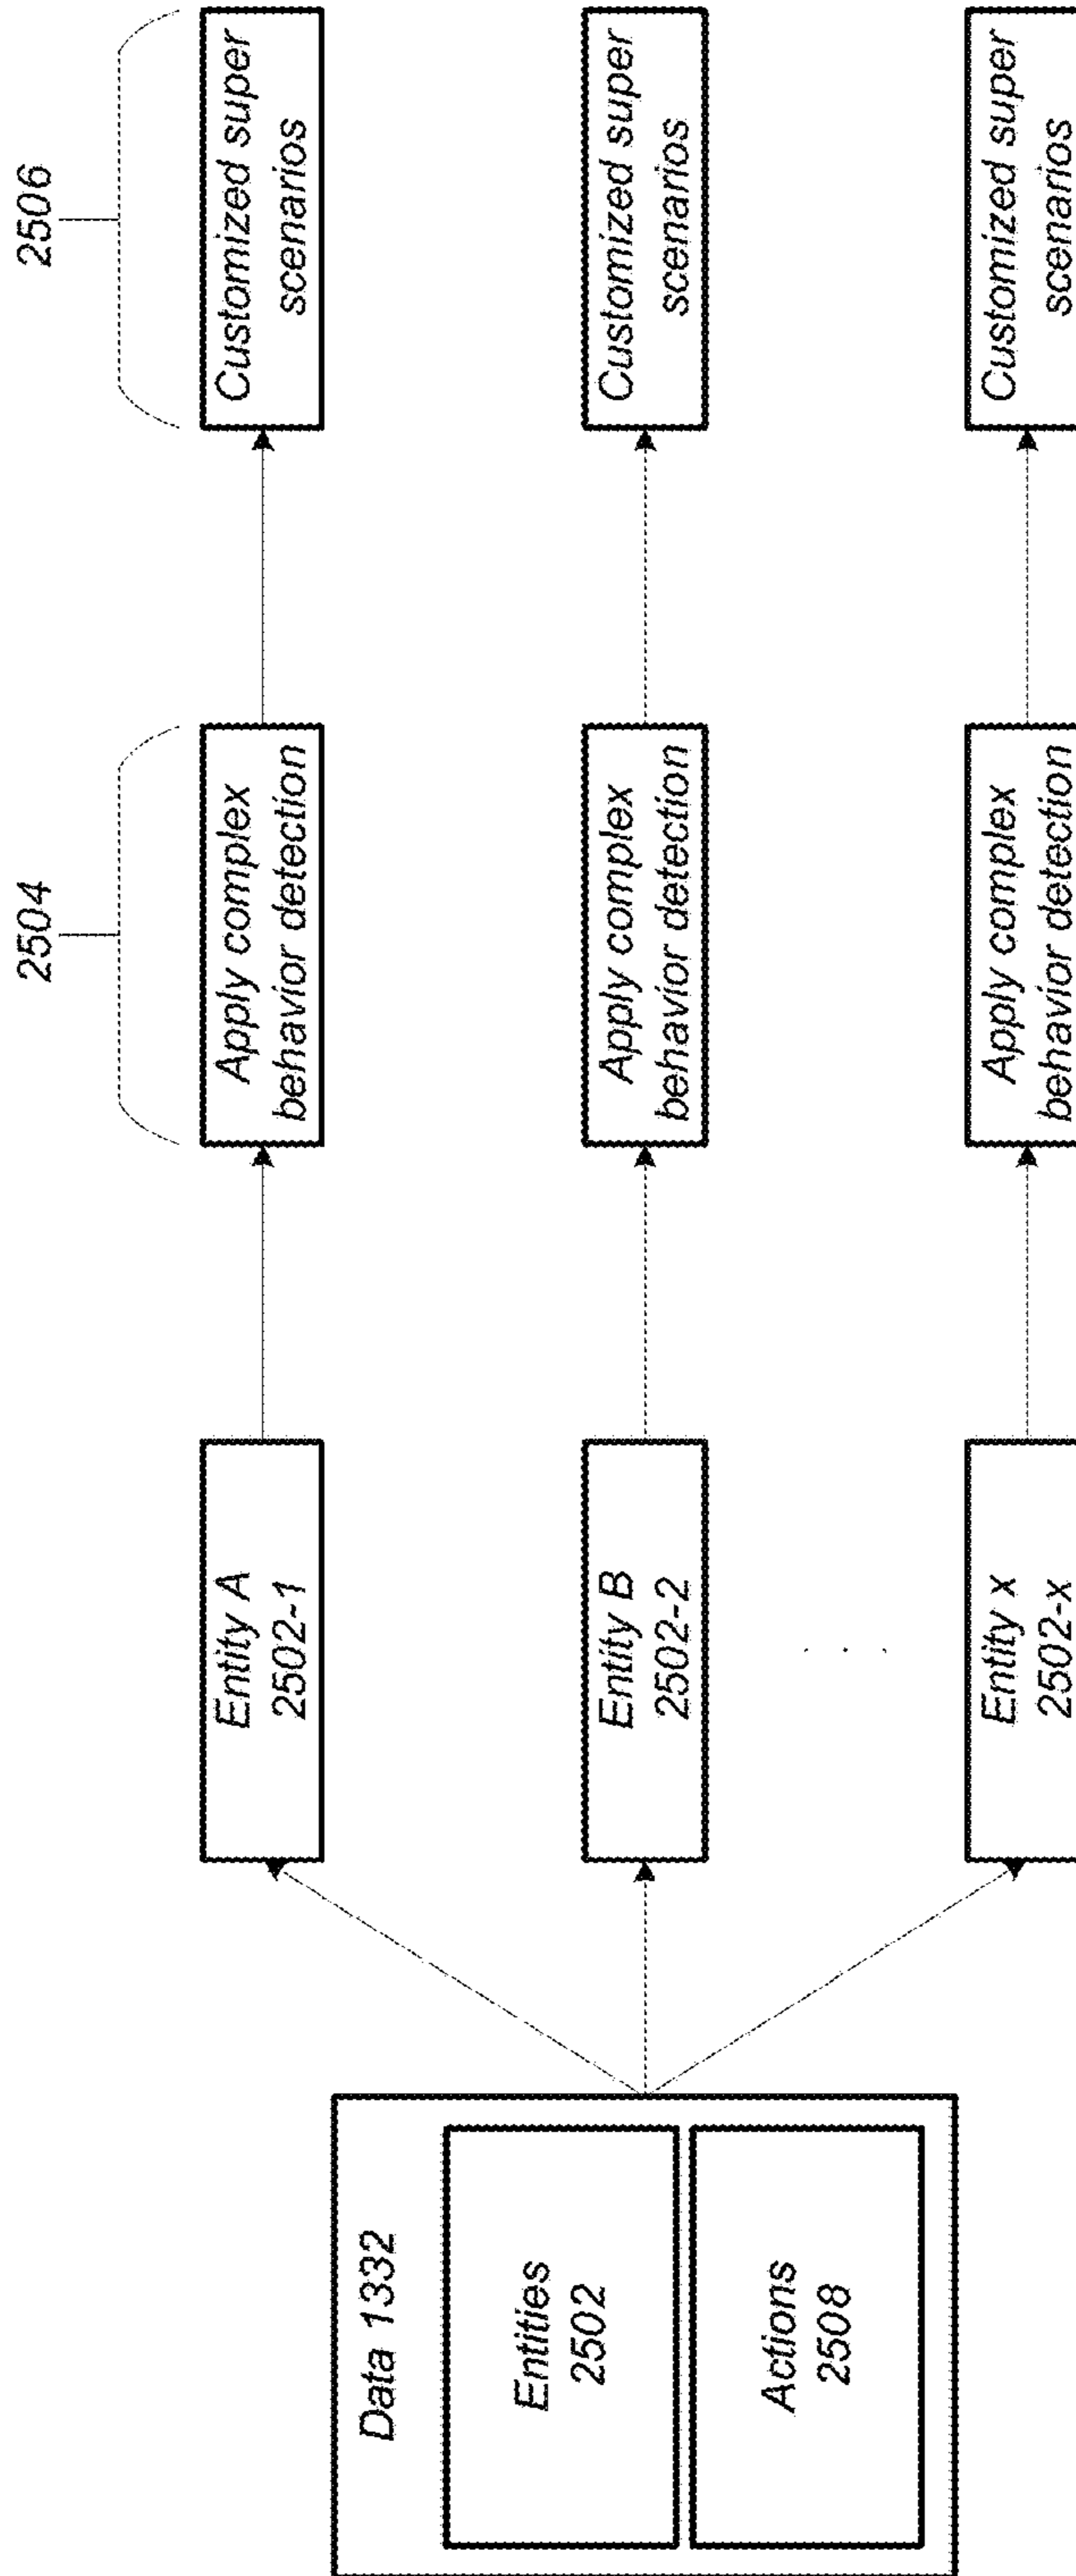 2504
2506
Entity A
2502-1
Apply complex
behavior detection
Customized super
scenarios
Data 1332
Entities
2502
Actions
2508
Entity B
2502-2
Apply complex
behavior detection
Customized super
scenarios
. . .
Entity x
2502-x
Apply complex
behavior detection
Customized super
scenarios